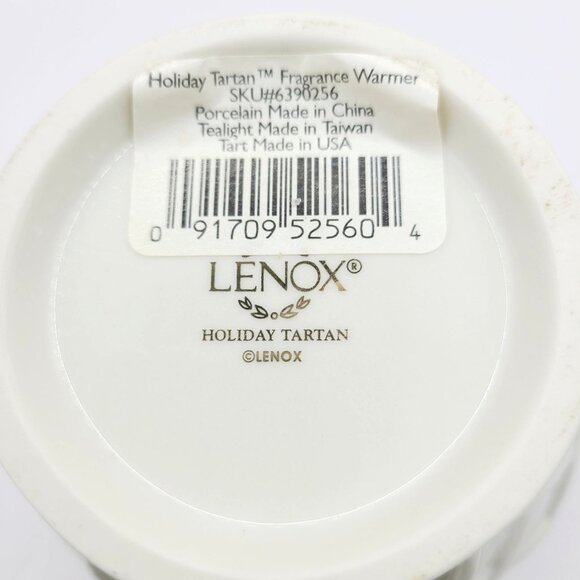 Holiday Tartan™ Fragrance Warmer
SKU#6390256
Porcelain Made in China
Tealight Made in Taiwan
Tart Made in USA
0 91709 52560 4
LENOX®
HOLIDAY TARTAN
©LENOX